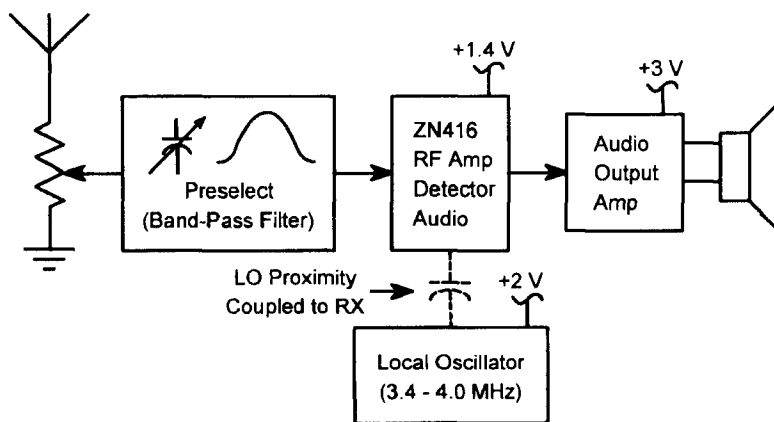 +1.4 V
+3 V
Preselect
(Band-Pass Filter)
ZN416
RF Amp
Detector
Audio
Audio
Output
Amp
LO Proximity
Coupled to RX
+2 V
Local Oscillator
(3.4 - 4.0 MHz)